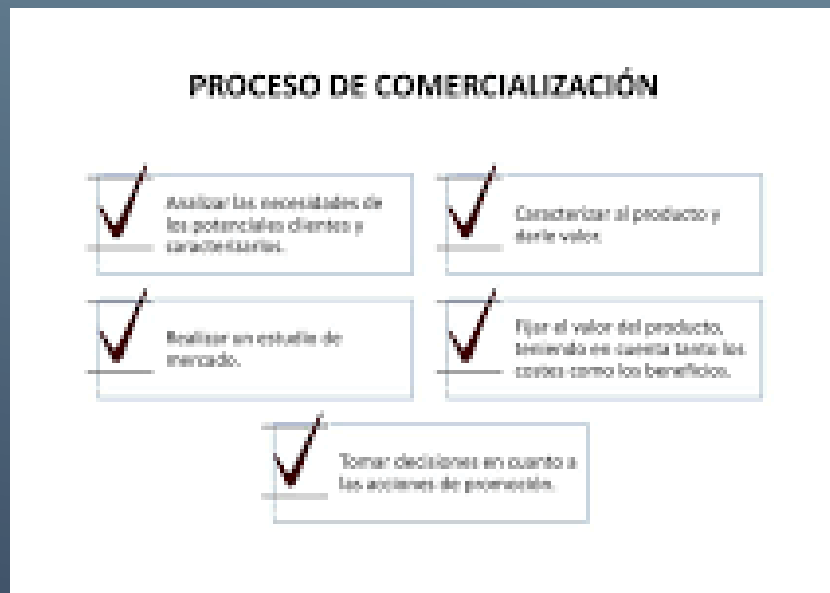 PROCESO DE COMERCIALIZACIÓN
Analizar las necesidades de
los potenciales clientes y
caracterizarlos.
Caracterizar al producto y
darle valor.
Realizar un estudio de
mercado.
Fijar el valor del producto,
teniendo en cuenta tanto los
costes como los beneficios.
Tomar decisiones en cuanto a
las acciones de promoción.